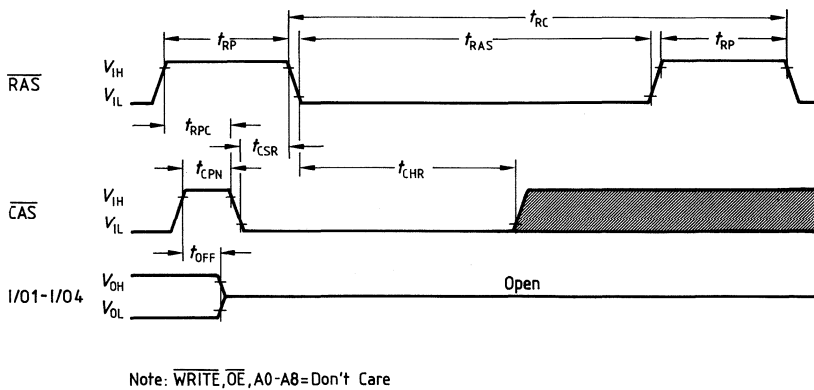 tRC
tRP tRAS tRP
RAS VIH
VIL
tRPC
tCSR
tCPN tCHR
CAS VIH
VIL
tOFF
I/O1-I/O4 VOH Open
VOL
Note: WRITE, OE, A0-A8=Don't Care